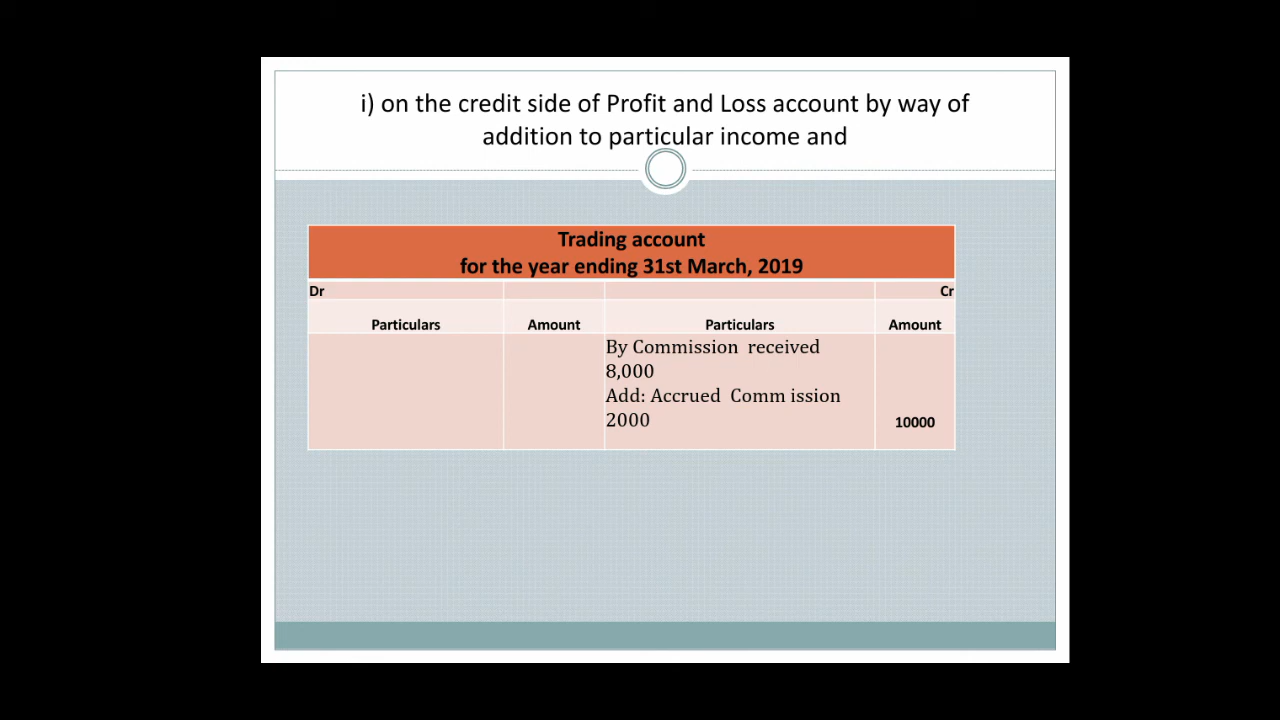 i) on the credit side of Profit and Loss account by way of
addition to particular income and
Trading account
for the year ending 31st March, 2019
Dr Cr
Particulars Amount Particulars Amount
By Commission received
8,000
Add: Accrued Comm ission
2000 10000